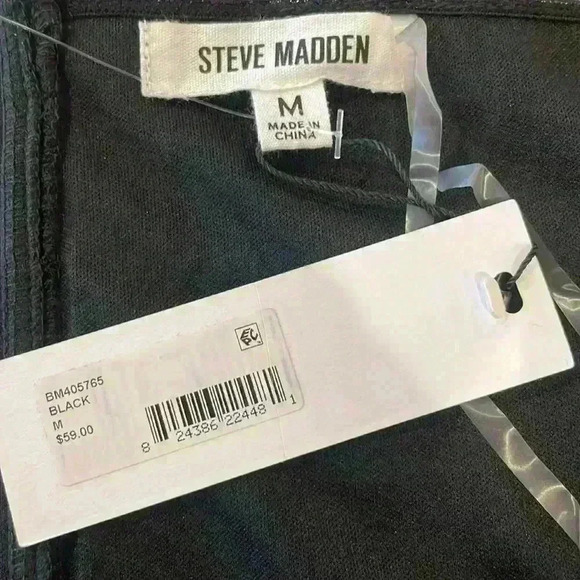 STEVE MADDEN
M
MADE IN
CHINA
BM405765
BLACK
M
$59.00
8 24386 22448 1